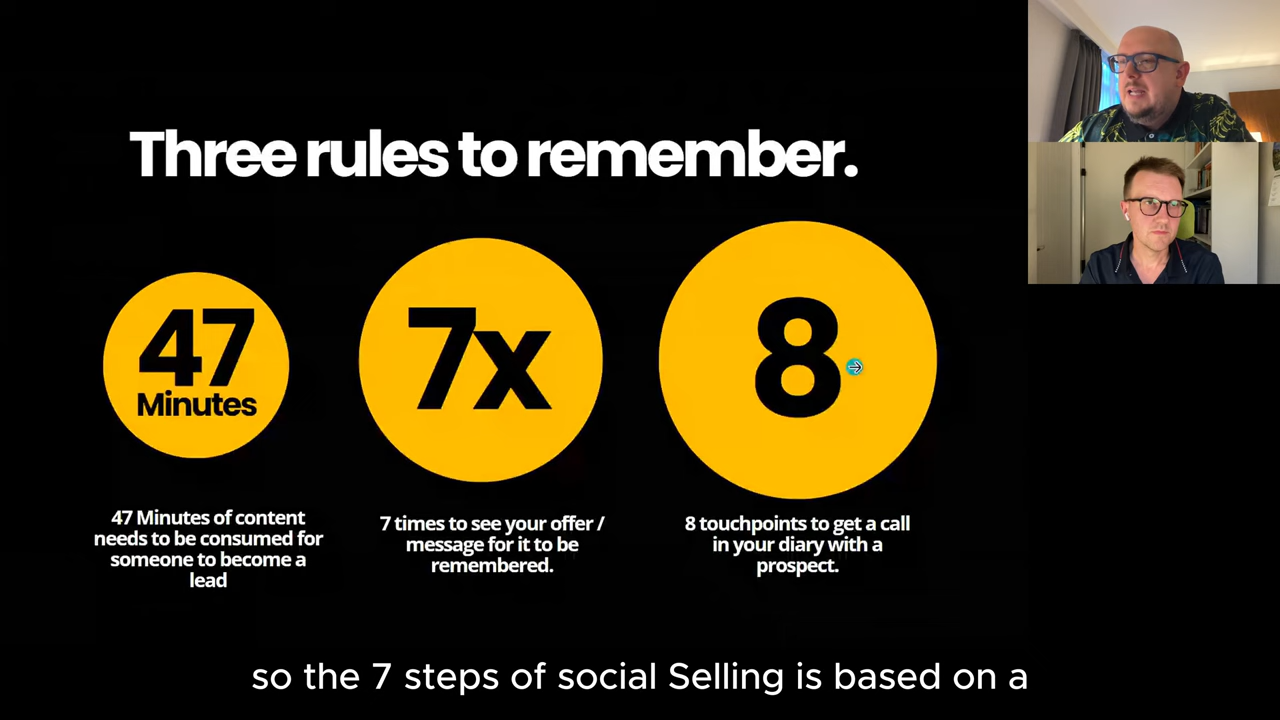 Three rules to remember.
47
Minutes
7x
8
47 Minutes of content
needs to be consumed for
someone to become a
lead
7 times to see your offer /
message for it to be
remembered.
8 touchpoints to get a call
in your diary with a
prospect.
so the 7 steps of social Selling is based on a